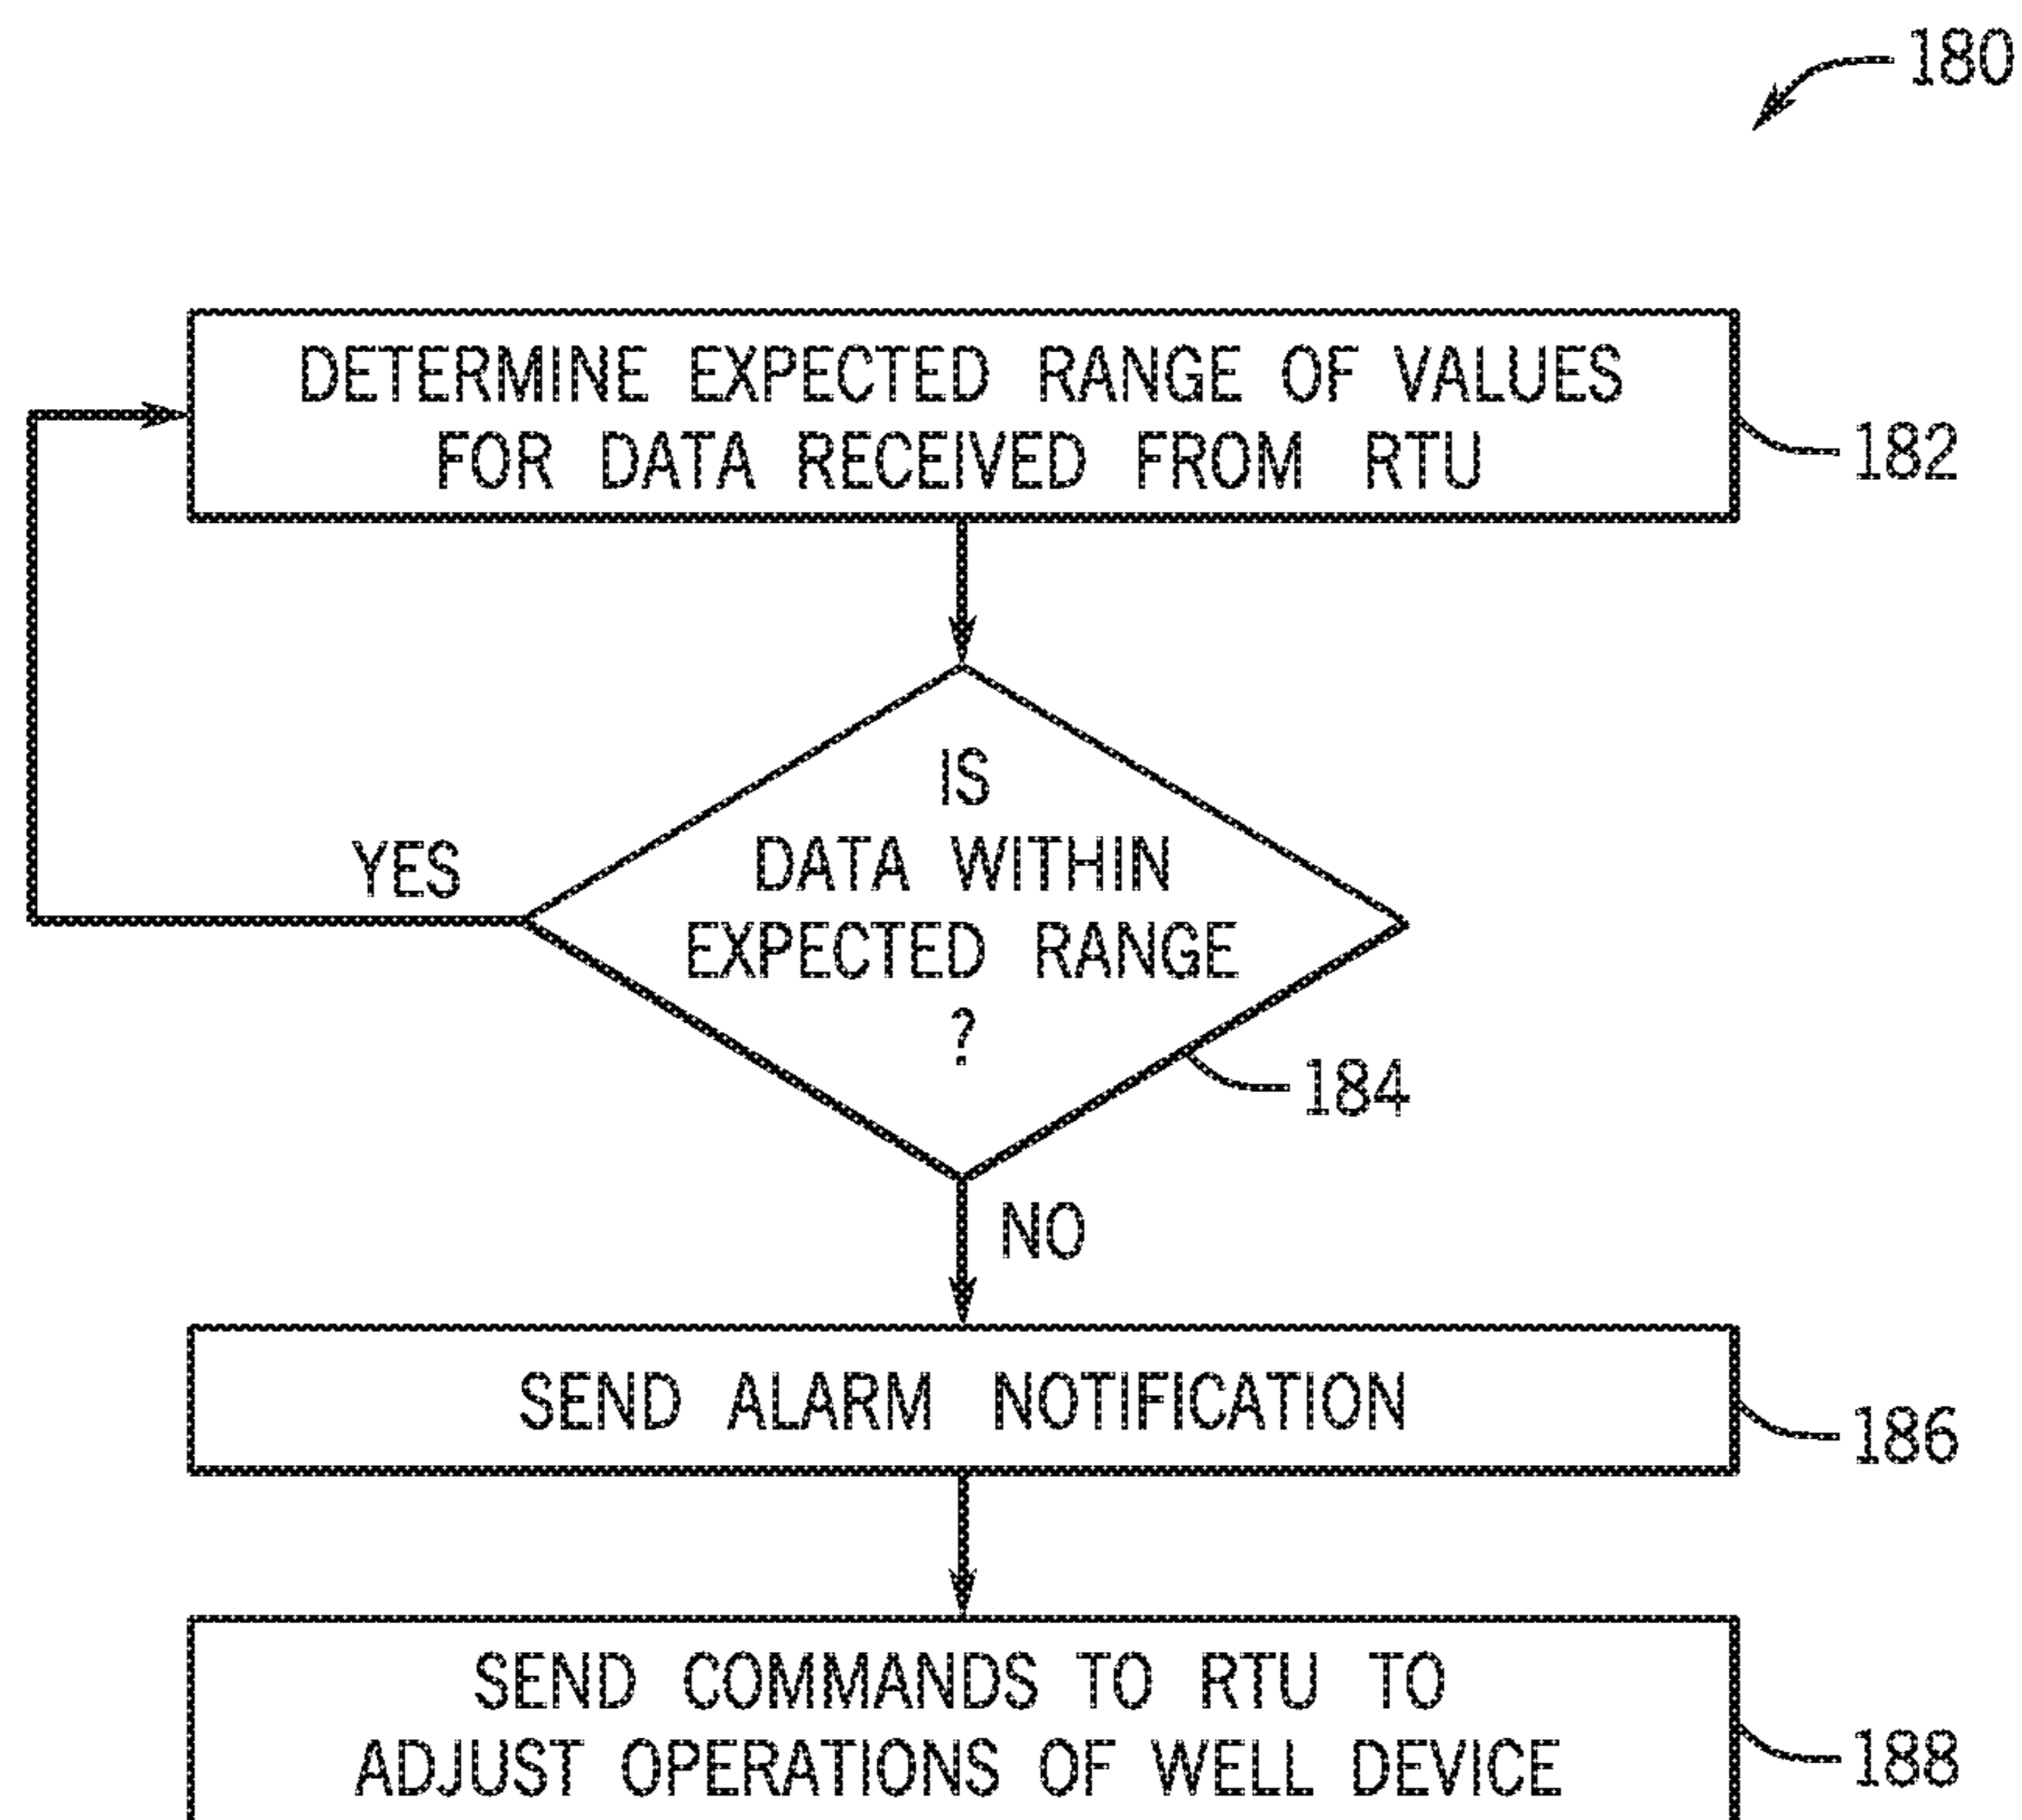 180
DETERMINE EXPECTED RANGE OF VALUES
FOR DATA RECEIVED FROM RTU
182
IS
DATA WITHIN
EXPECTED RANGE
?
YES
184
NO
SEND ALARM NOTIFICATION
186
SEND COMMANDS TO RTU TO
ADJUST OPERATIONS OF WELL DEVICE
188